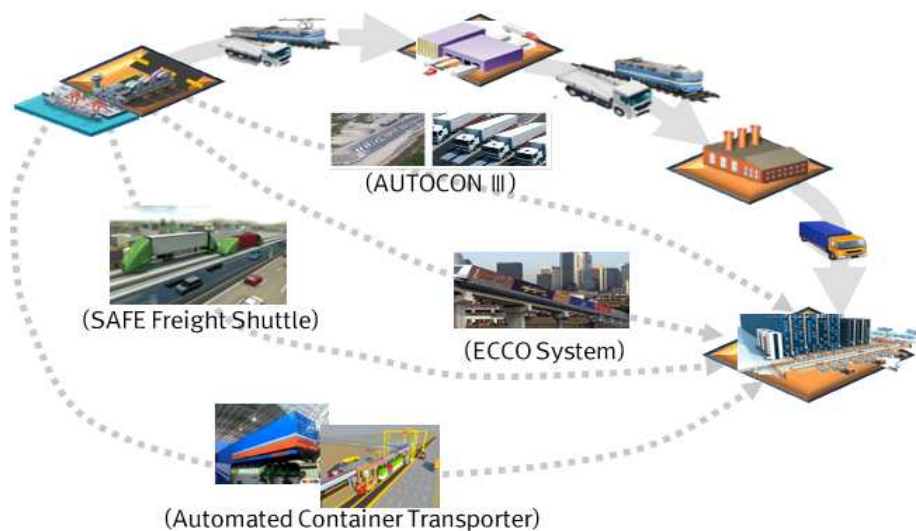 (AUTOCON Ⅲ)
(SAFE Freight Shuttle)
(ECCO System)
(Automated Container Transporter)